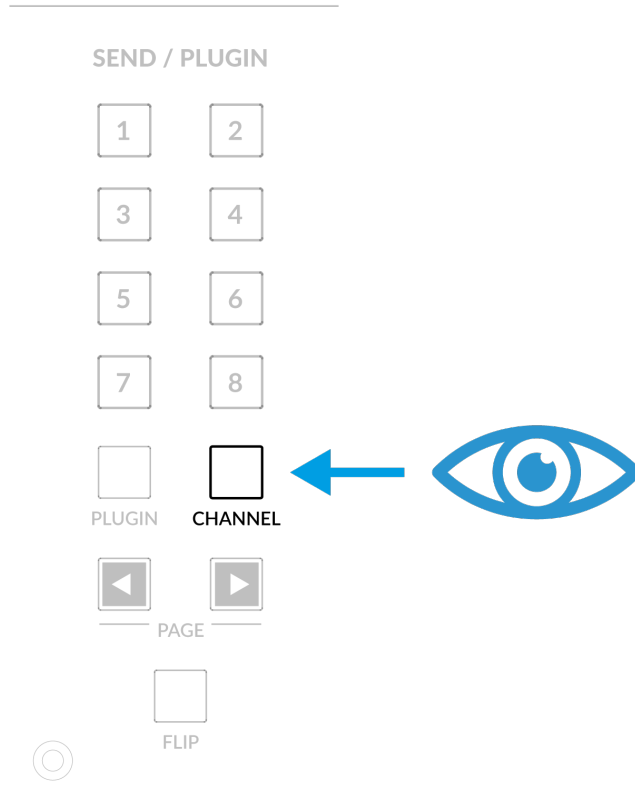 SEND / PLUGIN
1 2
3 4
5 6
7 8
PLUGIN CHANNEL
PAGE
FLIP